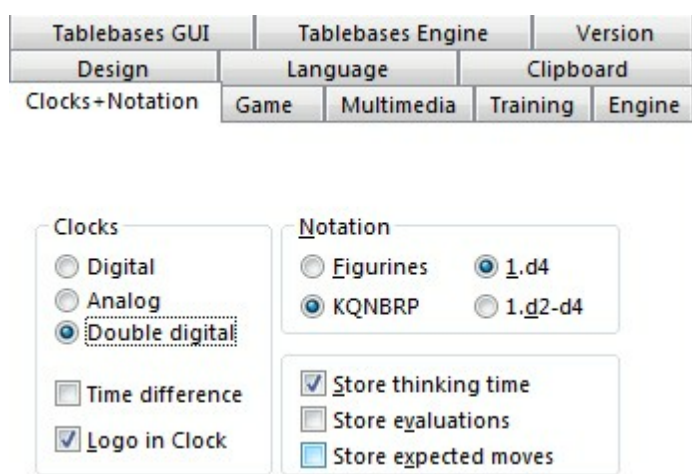 Tablebases GUI Tablebases Engine Version
Design Language Clipboard
Clocks+Notation Game Multimedia Training Engine
Clocks
Digital
Analog
Double digital
Time difference
Logo in Clock
Notation
Figurines 1.d4
KQNBRP 1.d2-d4
Store thinking time
Store evaluations
Store expected moves